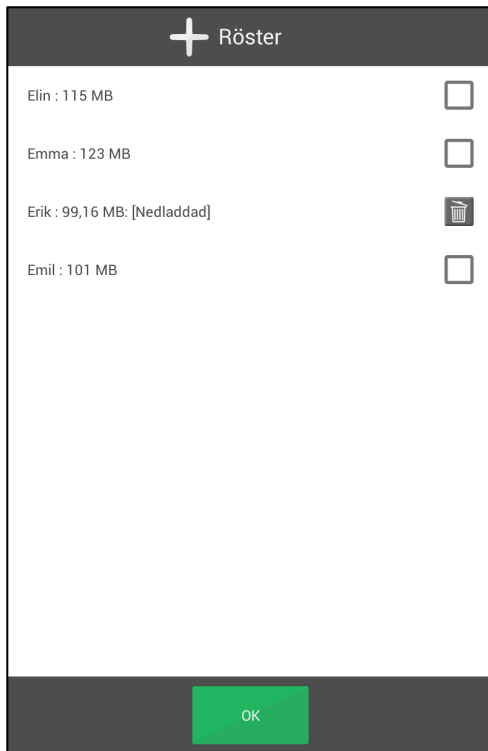 Röster
Elin : 115 MB
Emma : 123 MB
Erik : 99,16 MB: [Nedladdad]
Emil : 101 MB
OK